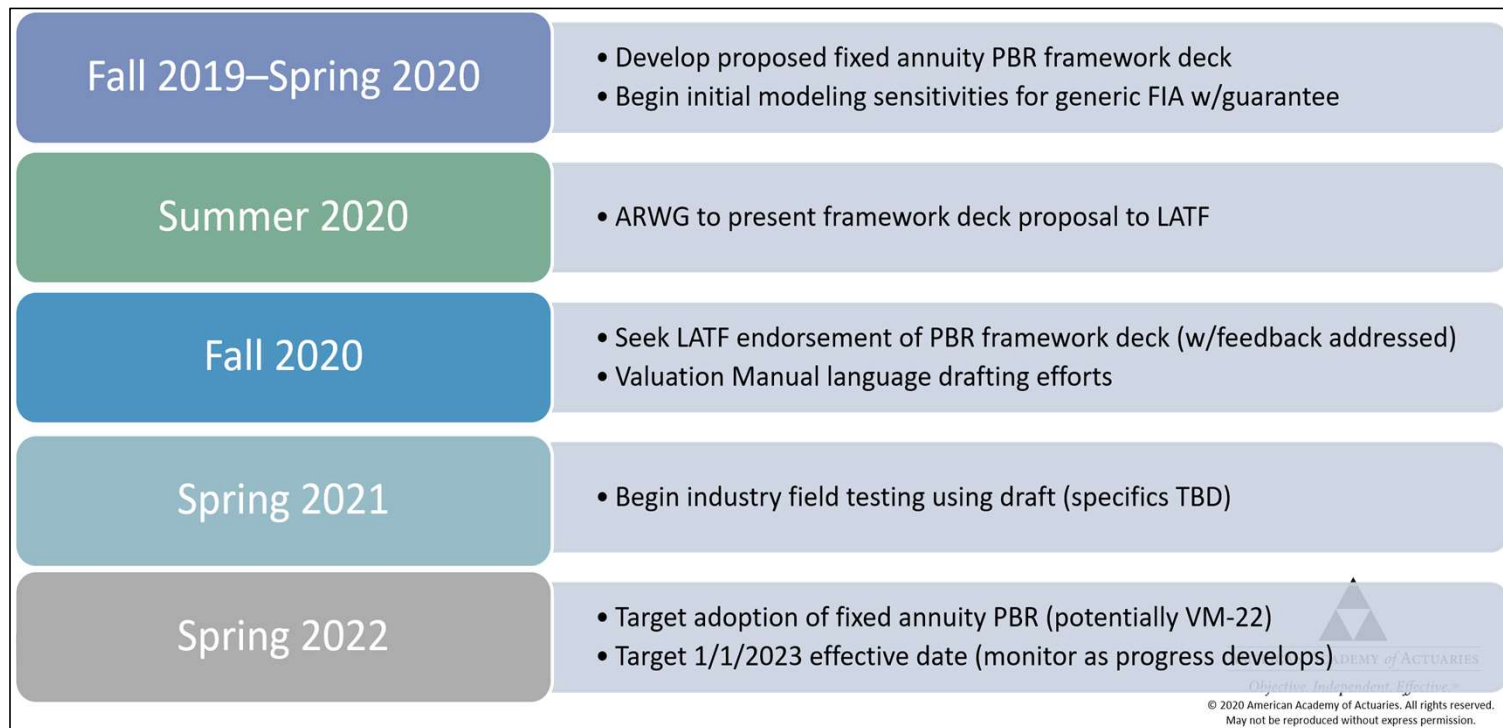 Fall 2019–Spring 2020
• Develop proposed fixed annuity PBR framework deck
• Begin initial modeling sensitivities for generic FIA w/guarantee
Summer 2020
• ARWG to present framework deck proposal to LATF
Fall 2020
• Seek LATF endorsement of PBR framework deck (w/feedback addressed)
• Valuation Manual language drafting efforts
Spring 2021
• Begin industry field testing using draft (specifics TBD)
Spring 2022
• Target adoption of fixed annuity PBR (potentially VM-22)
• Target 1/1/2023 effective date (monitor as progress develops)
of ACTUARIES
Objective. Independent. Effective.™
© 2020 American Academy of Actuaries. All rights reserved.
May not be reproduced without express permission.